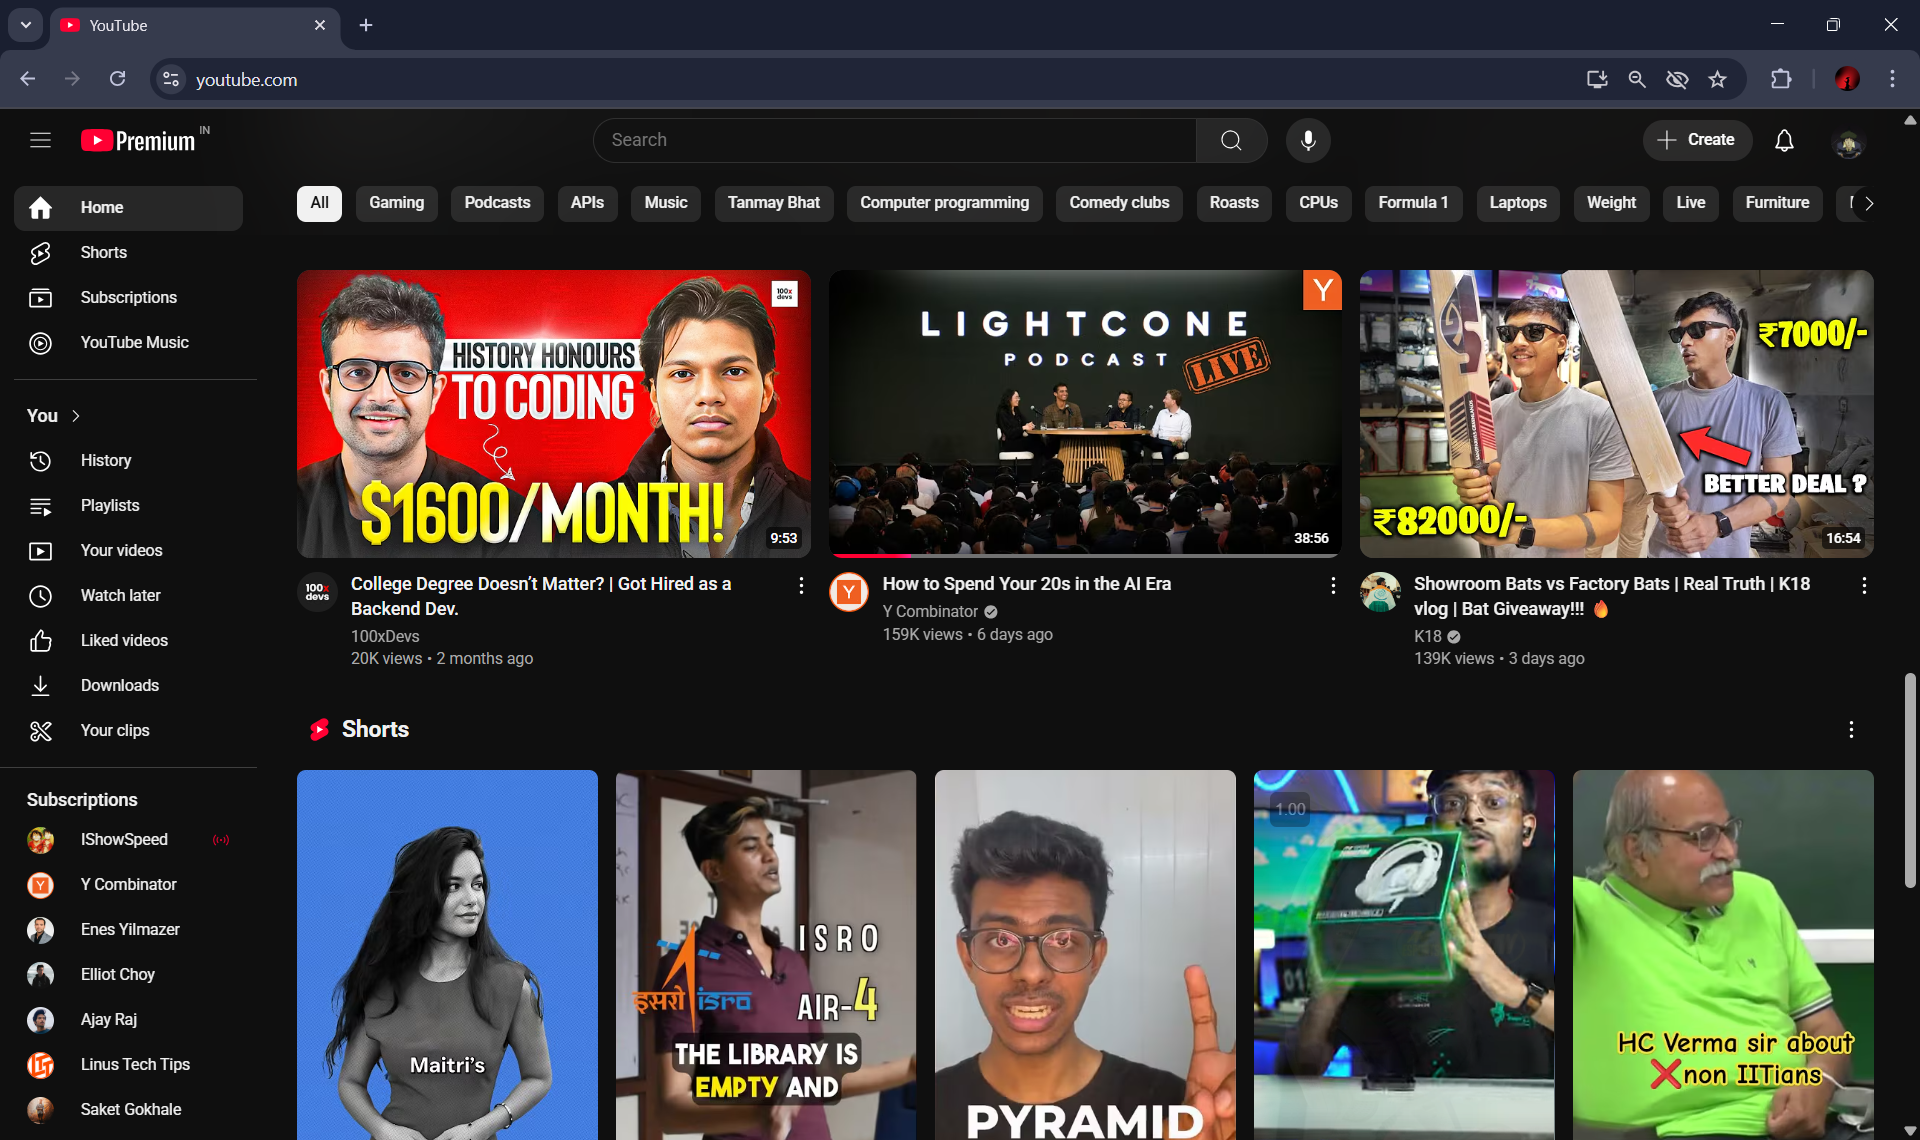 YouTube
youtube.com
Premium IN
Search
Create
Home
Shorts
Subscriptions
YouTube Music
You
History
Playlists
Your videos
Watch later
Liked videos
Downloads
Your clips
Subscriptions
IShowSpeed
Y Combinator
Enes Yilmazer
Elliot Choy
Ajay Raj
Linus Tech Tips
Saket Gokhale
All Gaming Podcasts APIs Music Tanmay Bhat Computer programming Comedy clubs Roasts CPUs Formula 1 Laptops Weight Live Furniture
100x devs
HISTORY HONOURS
TO CODING
$1600/MONTH!
9:53
100x devs
College Degree Doesn’t Matter? | Got Hired as a
Backend Dev.
100xDevs
20K views • 2 months ago
Y
LIGHTCONE
PODCAST
LIVE
38:56
Y
How to Spend Your 20s in the AI Era
Y Combinator
159K views • 6 days ago
₹7000/-
BETTER DEAL ?
₹82000/-
16:54
Showroom Bats vs Factory Bats | Real Truth | K18
vlog | Bat Giveaway!!! 🔥
K18
139K views • 3 days ago
Shorts
Maitri’s
ISRO
इसरो isro
AIR-4
THE LIBRARY IS
EMPTY AND
PYRAMID
1.00
HC Verma sir about
❌non IITians